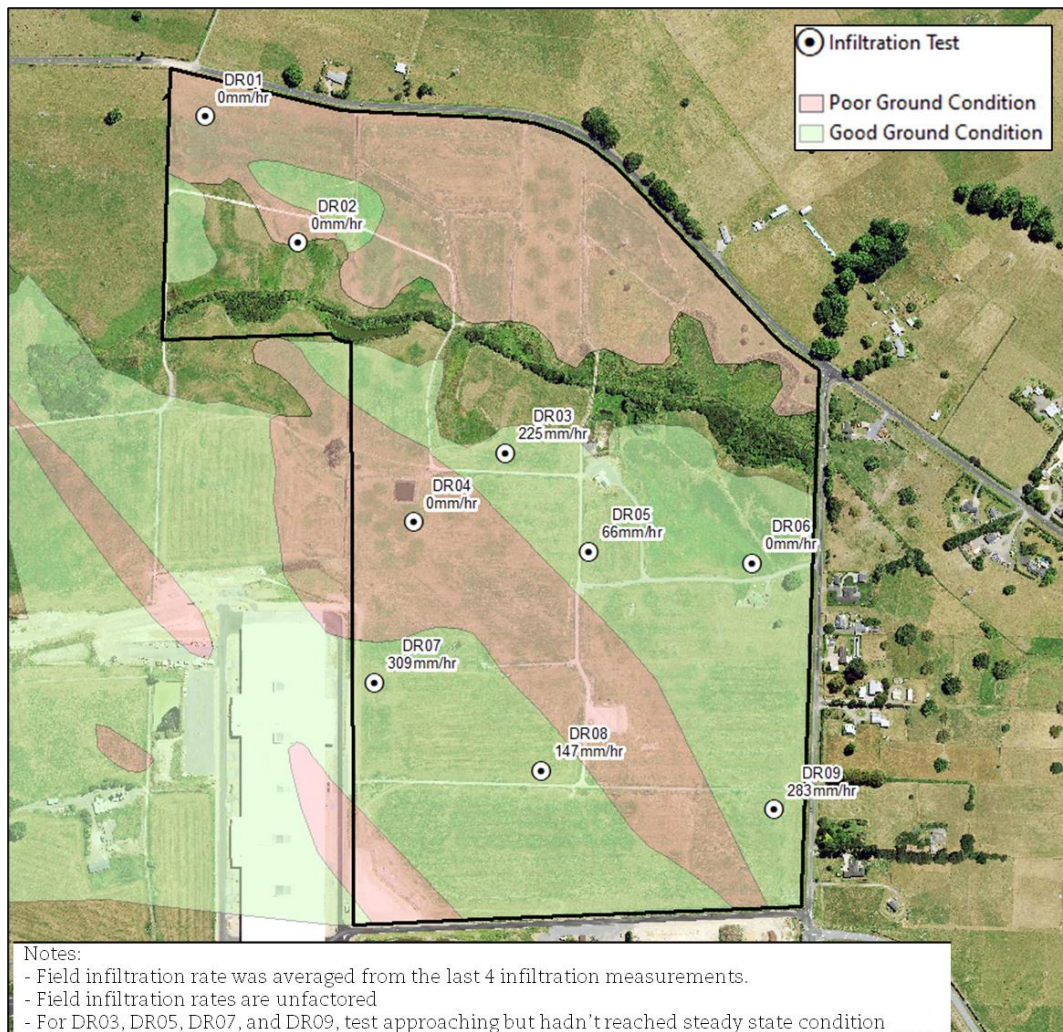 Infiltration Test
Poor Ground Condition
Good Ground Condition
DR01
0mm/hr
DR02
0mm/hr
DR03
225mm/hr
DR04
0mm/hr
DR05
66mm/hr
DR06
0mm/hr
DR07
309mm/hr
DR08
147mm/hr
DR09
283mm/hr
Notes:
- Field infiltration rate was averaged from the last 4 infiltration measurements.
- Field infiltration rates are unfactored
- For DR03, DR05, DR07, and DR09, test approaching but hadn't reached steady state condition